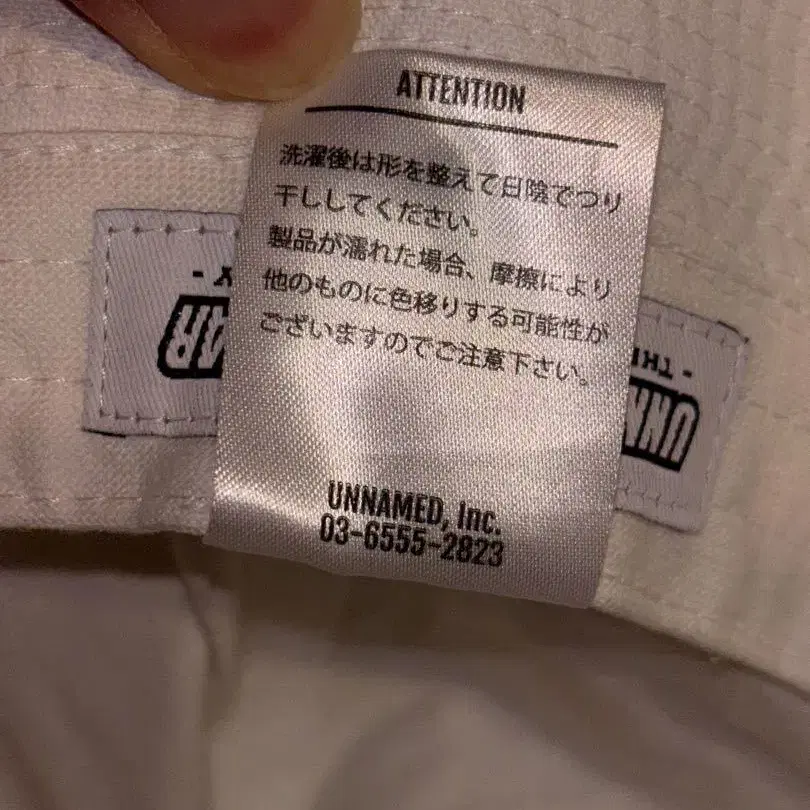 ATTENTION
洗濯後は形を整えて日陰でつり
干ししてください。
製品が濡れた場合、摩擦により
他のものに色移りする可能性が
ございますのでご注意下さい。
UNNAMED, Inc.
03-6555-2823